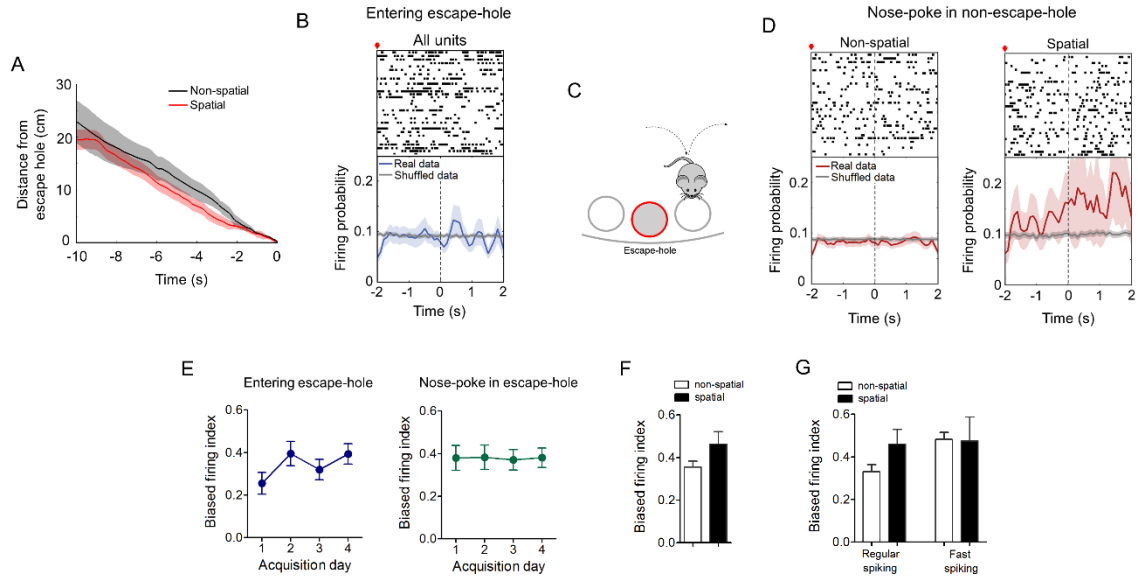 A
Non-spatial
Spatial
Distance from
escape hole (cm)
30
20
10
0
-10
-8
-6
-4
-2
0
Time (s)
B
Entering escape-hole
All units
Real data
Shuffled data
Firing probability
0.2
0.1
0
-2
-1
0
1
2
Time (s)
C
Escape-hole
D
Nose-poke in non-escape-hole
Non-spatial
Real data
Shuffled data
Firing probability
0.2
0.1
0
-2
-1
0
1
2
Time (s)
Spatial
Firing probability
0.2
0.1
0
-2
-1
0
1
2
Time (s)
E
Entering escape-hole
Biased firing index
0.6
0.4
0.2
0.0
1
2
3
4
Acquisition day
Nose-poke in escape-hole
Biased firing index
0.6
0.4
0.2
0.0
1
2
3
4
Acquisition day
F
non-spatial
spatial
Biased firing index
0.6
0.4
0.2
0.0
G
non-spatial
spatial
Biased firing index
0.6
0.4
0.2
0.0
Regular
spiking
Fast
spiking